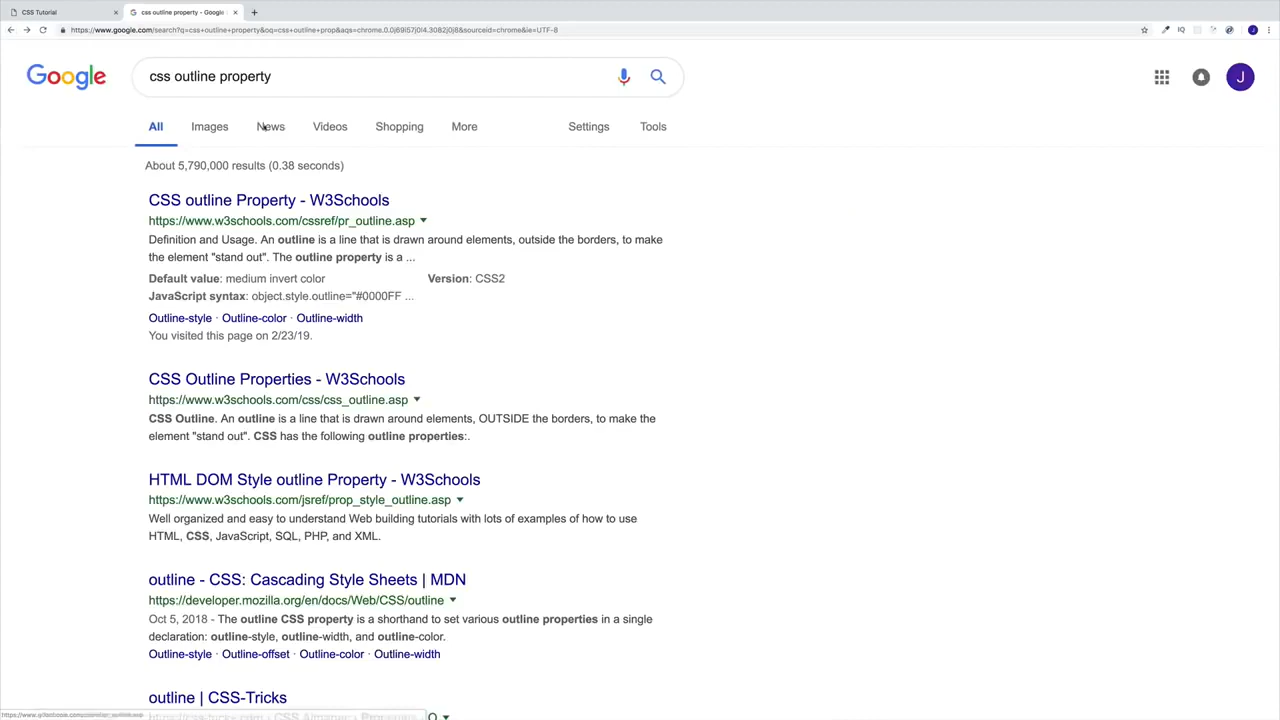 CSS Tutorial
css outline property - Google
https://www.google.com/search?q=css+outline+property&oq=css+outline+prop&aqs=chrome.0.0j69i57j0l4.3082j0j8&sourceid=chrome&ie=UTF-8
IQ
J
Google
css outline property
J
All Images News Videos Shopping More Settings Tools
About 5,790,000 results (0.38 seconds)
CSS outline Property - W3Schools
https://www.w3schools.com/cssref/pr_outline.asp
Definition and Usage. An outline is a line that is drawn around elements, outside the borders, to make
the element "stand out". The outline property is a ...
Default value: medium invert color Version: CSS2
JavaScript syntax: object.style.outline="#0000FF ...
Outline-style · Outline-color · Outline-width
You visited this page on 2/23/19.
CSS Outline Properties - W3Schools
https://www.w3schools.com/css/css_outline.asp
CSS Outline. An outline is a line that is drawn around elements, OUTSIDE the borders, to make the
element "stand out". CSS has the following outline properties:.
HTML DOM Style outline Property - W3Schools
https://www.w3schools.com/jsref/prop_style_outline.asp
Well organized and easy to understand Web building tutorials with lots of examples of how to use
HTML, CSS, JavaScript, SQL, PHP, and XML.
outline - CSS: Cascading Style Sheets | MDN
https://developer.mozilla.org/en/docs/Web/CSS/outline
Oct 5, 2018 - The outline CSS property is a shorthand to set various outline properties in a single
declaration: outline-style, outline-width, and outline-color.
Outline-style · Outline-offset · Outline-color · Outline-width
outline | CSS-Tricks